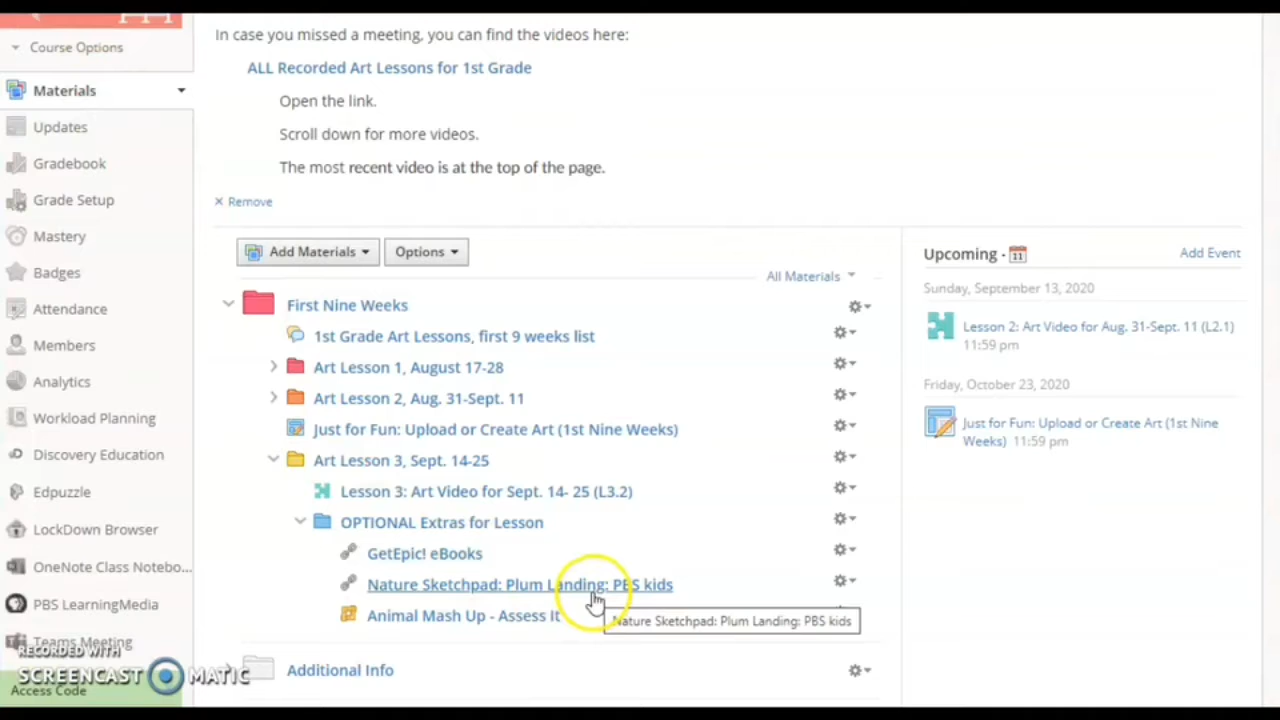 In case you missed a meeting, you can find the videos here:
Course Options
ALL Recorded Art Lessons for 1st Grade
Materials
Open the link.
Updates
Scroll down for more videos.
Gradebook
The most recent video is at the top of the page.
Grade Setup
× Remove
Mastery
Add Materials
Options
Upcoming · 11
Add Event
Badges
All Materials
Sunday, September 13, 2020
Attendance
First Nine Weeks
Lesson 2: Art Video for Aug. 31-Sept. 11 (L2.1)
11:59 pm
Members
1st Grade Art Lessons, first 9 weeks list
Analytics
Art Lesson 1, August 17-28
Friday, October 23, 2020
Workload Planning
Art Lesson 2, Aug. 31-Sept. 11
Just for Fun: Upload or Create Art (1st Nine
Weeks) 11:59 pm
Discovery Education
Just for Fun: Upload or Create Art (1st Nine Weeks)
Art Lesson 3, Sept. 14-25
Edpuzzle
Lesson 3: Art Video for Sept. 14- 25 (L3.2)
LockDown Browser
OPTIONAL Extras for Lesson
OneNote Class Notebo...
GetEpic! eBooks
PBS LearningMedia
Nature Sketchpad: Plum Landing: PBS kids
Animal Mash Up - Assess It
Nature Sketchpad: Plum Landing: PBS kids
Teams Meeting
RECORDED WITH
SCREENCAST MATIC
Additional Info
Access Code